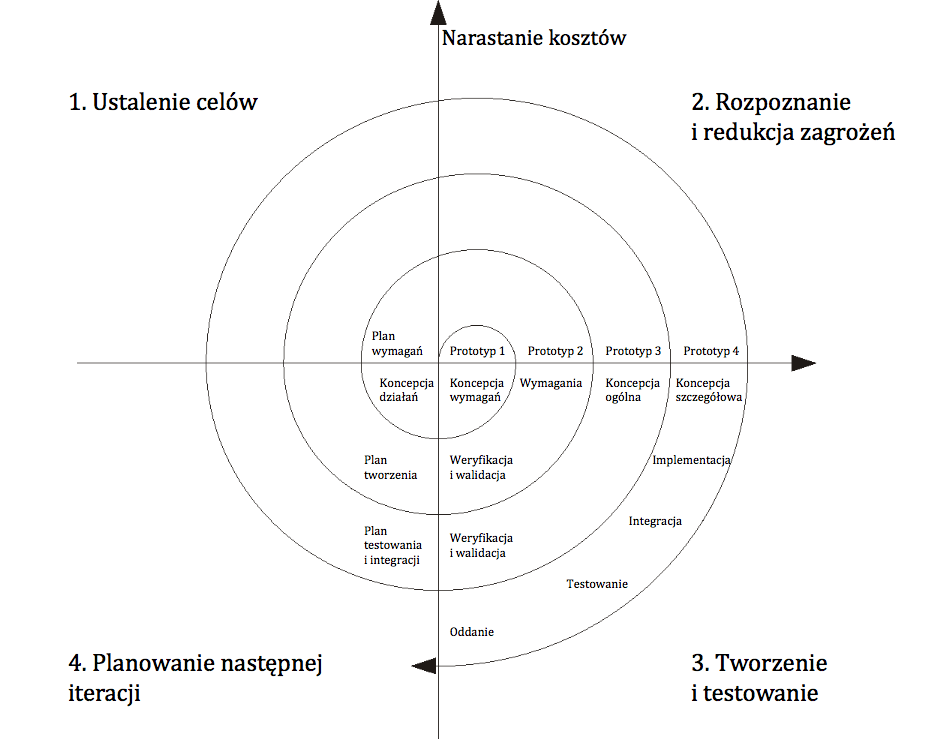 Narastanie kosztów
1. Ustalenie celów
2. Rozpoznanie
i redukcja zagrożeń
Plan
wymagań
Prototyp 1
Prototyp 2
Prototyp 3
Prototyp 4
Koncepcja
działań
Koncepcja
wymagań
Wymagania
Koncepcja
ogólna
Koncepcja
szczegółowa
Plan
tworzenia
Weryfikacja
i walidacja
Implementacja
Plan
testowania
i integracji
Weryfikacja
i walidacja
Integracja
Testowanie
Oddanie
4. Planowanie następnej
iteracji
3. Tworzenie
i testowanie